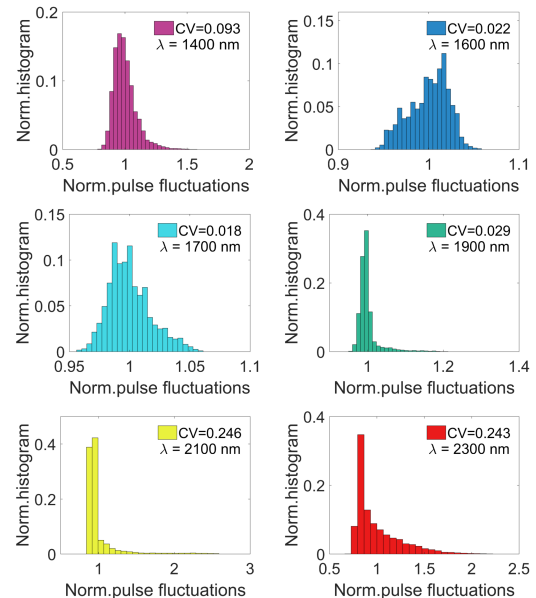 CV=0.093
λ = 1400 nm
Norm.histogram
0.2
0.1
0
0.5
1
1.5
2
Norm.pulse fluctuations
CV=0.022
λ = 1600 nm
Norm.histogram
0.15
0.1
0.05
0
0.9
1
1.1
Norm.pulse fluctuations
CV=0.018
λ = 1700 nm
Norm.histogram
0.15
0.1
0.05
0
0.95
1
1.05
1.1
Norm.pulse fluctuations
CV=0.029
λ = 1900 nm
Norm.histogram
0.4
0.2
0
1
1.2
1.4
Norm.pulse fluctuations
CV=0.246
λ = 2100 nm
Norm.histogram
0.4
0.2
0
1
2
3
Norm.pulse fluctuations
CV=0.243
λ = 2300 nm
Norm.histogram
0.4
0.2
0
0.5
1
1.5
2
2.5
Norm.pulse fluctuations